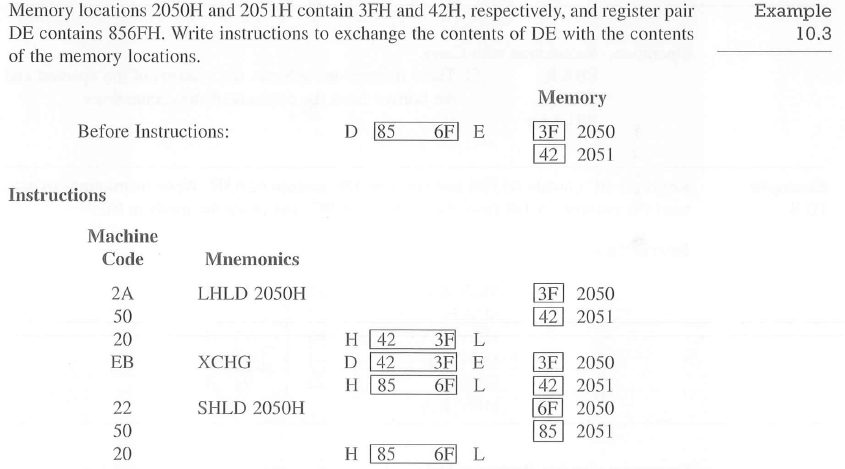 Memory locations 2050H and 2051H contain 3FH and 42H, respectively, and register pair Example
DE contains 856FH. Write instructions to exchange the contents of DE with the contents 10.3
of the memory locations.
Memory
Before Instructions: D 85 6F E 3F 2050
42 2051
Instructions
Machine
Code Mnemonics
2A LHLD 2050H 3F 2050
50 42 2051
20 H 42 3F L
EB XCHG D 42 3F E 3F 2050
H 85 6F L 42 2051
22 SHLD 2050H 6F 2050
50 85 2051
20 H 85 6F L